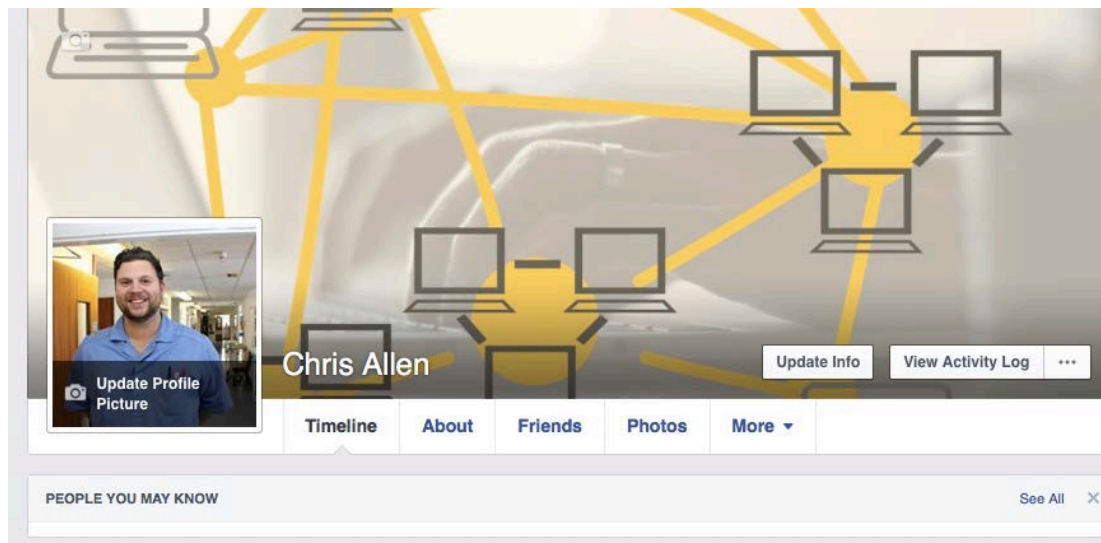 Chris Allen
Update Info
View Activity Log
Update Profile
Picture
Timeline
About
Friends
Photos
More
PEOPLE YOU MAY KNOW
See All